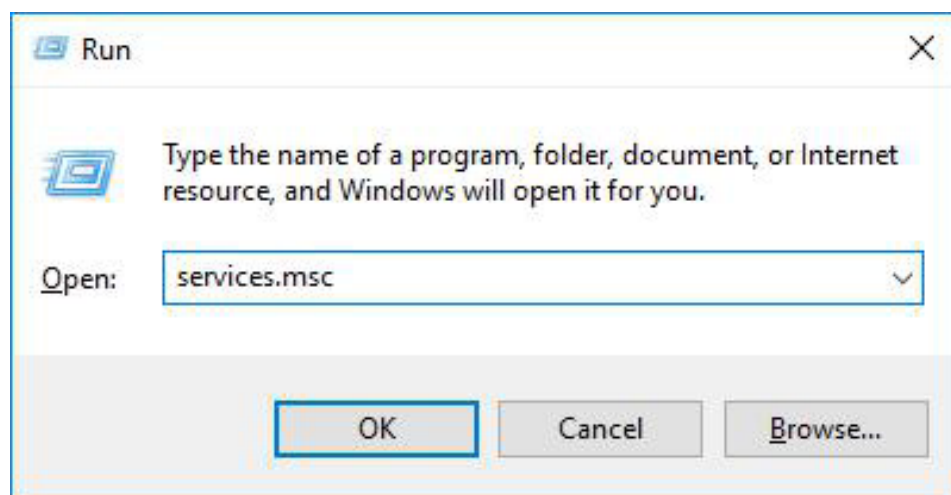 Run
Type the name of a program, folder, document, or Internet
resource, and Windows will open it for you.
Open: services.msc
OK Cancel Browse...